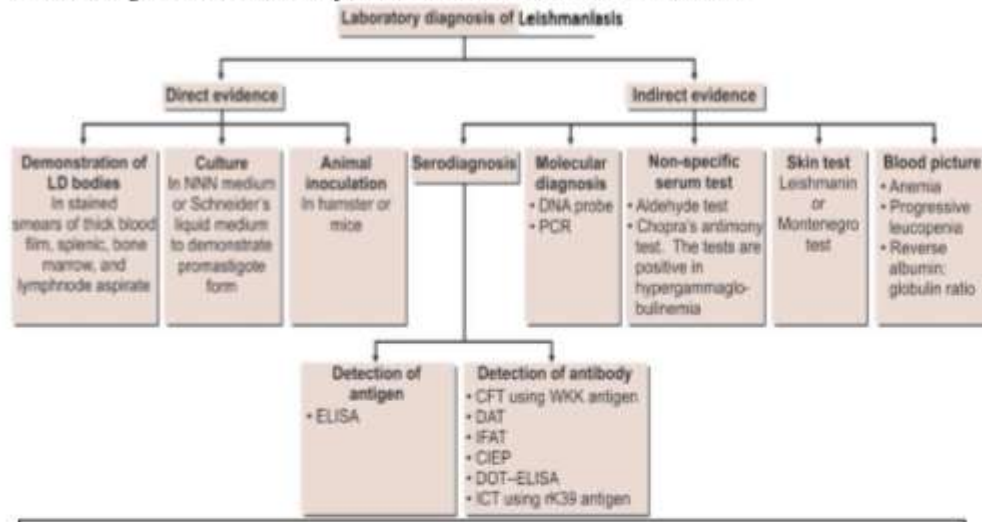 Laboratory diagnosis of Leishmaniasis
Direct evidence
Indirect evidence
Demonstration of
LD bodies
In stained
smears of thick blood
film, splenic, bone
marrow, and
lymphnode aspirate
Culture
In NNN medium
or Schneider's
liquid medium
to demonstrate
promastigote
form
Animal
inoculation
In hamster or
mice
Serodiagnosis
Molecular
diagnosis
• DNA probe
• PCR
Non-specific
serum test
• Aldehyde test
• Chopra's antimony
test. The tests are
positive in
hypergammaglo-
bulinemia
Skin test
Leishmanin
or
Montenegro
test
Blood picture
• Anemia
• Progressive
leucopenia
• Reverse
albumin:
globulin ratio
Detection of
antigen
• ELISA
Detection of antibody
• CFT using WKK antigen
• DAT
• IFAT
• CIEP
• DOT–ELISA
• ICT using rK39 antigen